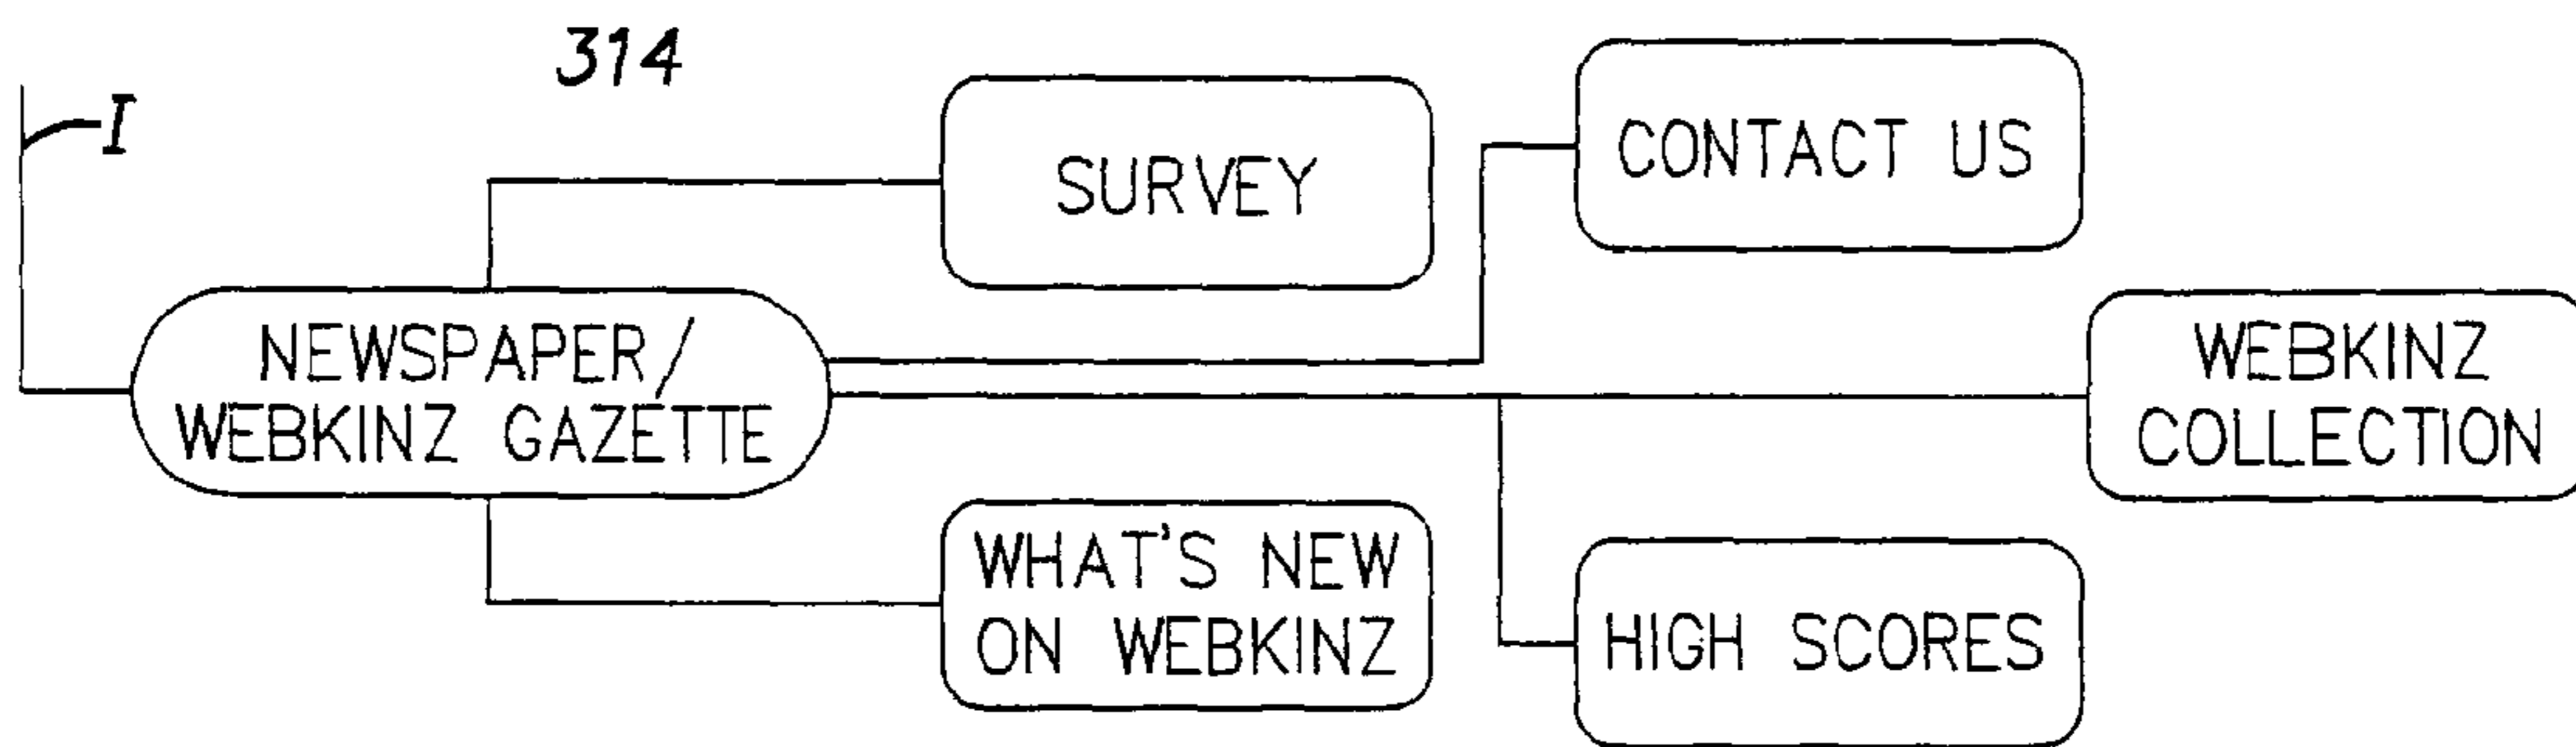 314
I
SURVEY
CONTACT US
NEWSPAPER/
WEBKINZ GAZETTE
WEBKINZ
COLLECTION
WHAT'S NEW
ON WEBKINZ
HIGH SCORES